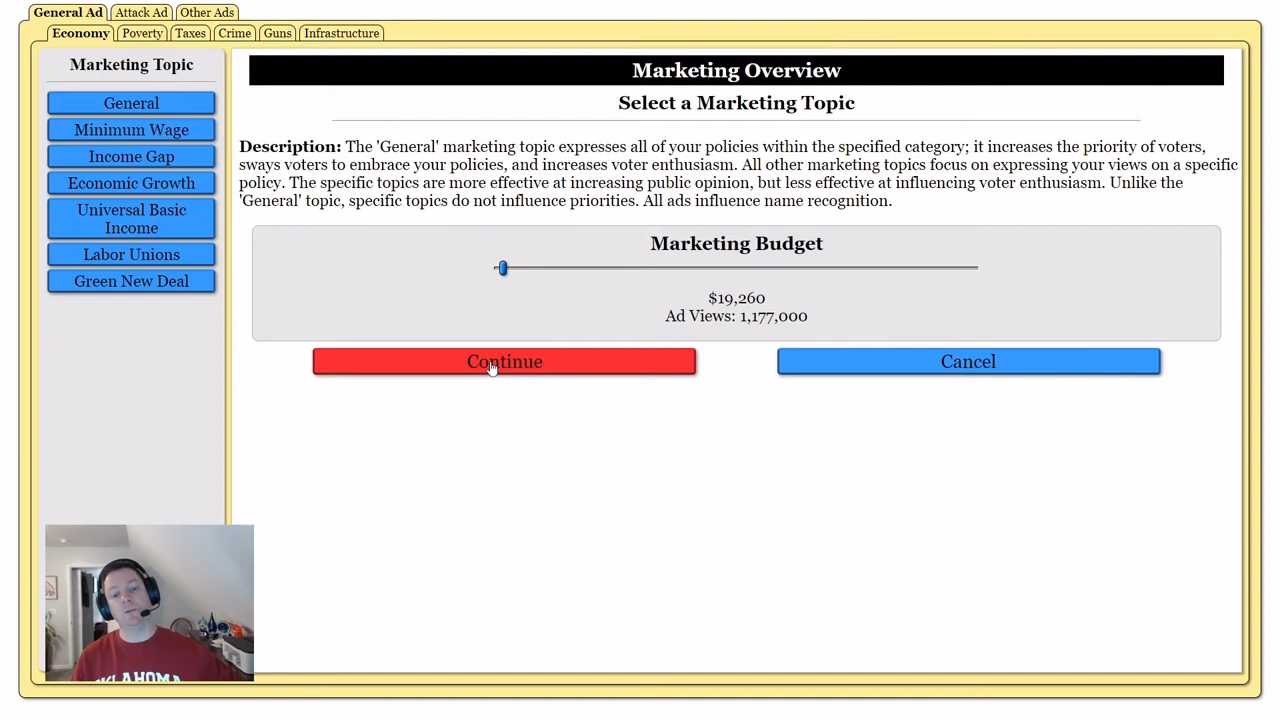 General Ad
Attack Ad
Other Ads
Economy
Poverty
Taxes
Crime
Guns
Infrastructure
Marketing Topic
General
Minimum Wage
Income Gap
Economic Growth
Universal Basic
Income
Labor Unions
Green New Deal
Marketing Overview
Select a Marketing Topic
Description: The 'General' marketing topic expresses all of your policies within the specified category; it increases the priority of voters,
sways voters to embrace your policies, and increases voter enthusiasm. All other marketing topics focus on expressing your views on a specific
policy. The specific topics are more effective at increasing public opinion, but less effective at influencing voter enthusiasm. Unlike the
'General' topic, specific topics do not influence priorities. All ads influence name recognition.
Marketing Budget
$19,260
Ad Views: 1,177,000
Continue
Cancel
OKLAHOMA